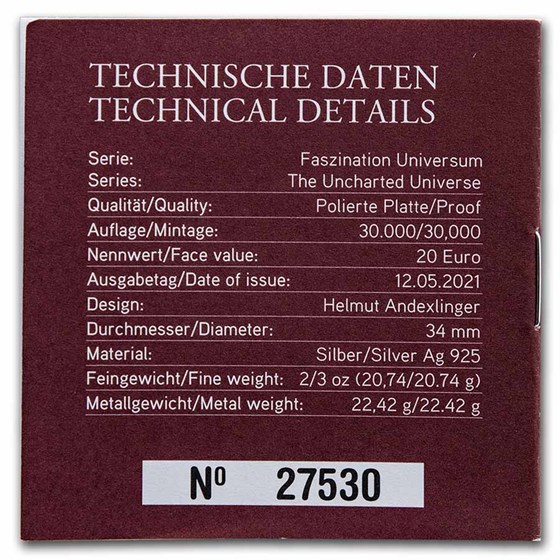 TECHNISCHE DATEN
TECHNICAL DETAILS
Serie: Faszination Universum
Series: The Uncharted Universe
Qualität/Quality: Polierte Platte/Proof
Auflage/Mintage: 30.000/30,000
Nennwert/Face value: 20 Euro
Ausgabetag/Date of issue: 12.05.2021
Design: Helmut Andexlinger
Durchmesser/Diameter: 34 mm
Material: Silber/Silver Ag 925
Feingewicht/Fine weight: 2/3 oz (20,74/20.74 g)
Metallgewicht/Metal weight: 22,42 g/22.42 g
Nº 27530